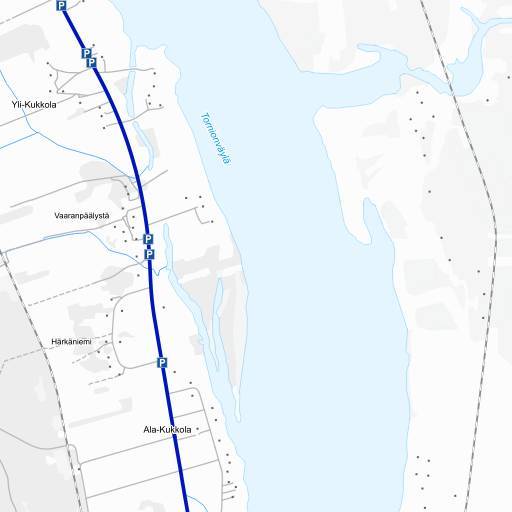 P
P
P
Yli-Kukkola
Tornionväylä
Vaaranpäälystä
P
P
Härkäniemi
P
Ala-Kukkola